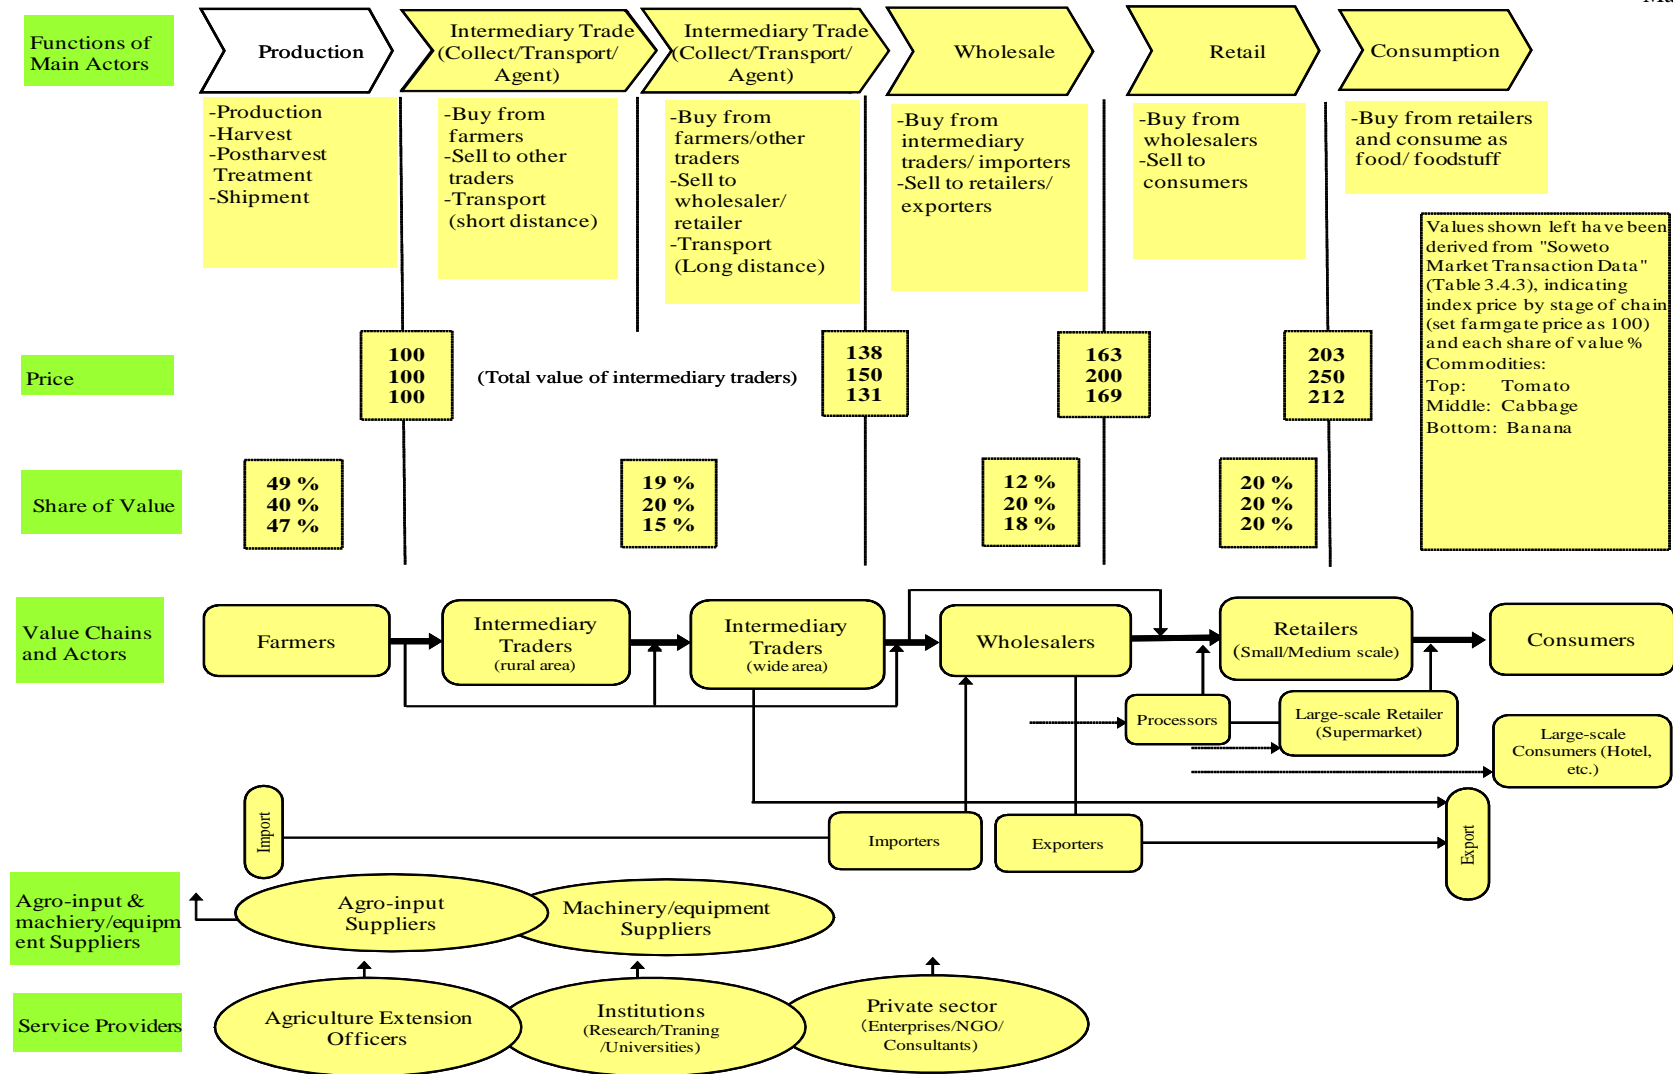 Ma
Functions of
Main Actors
Production
Intermediary Trade
(Collect/Transport/
Agent)
Intermediary Trade
(Collect/Transport/
Agent)
Wholesale
Retail
Consumption
-Production
-Harvest
-Postharvest
Treatment
-Shipment
-Buy from
farmers
-Sell to other
traders
-Transport
(short distance)
-Buy from
farmers/other
traders
-Sell to
wholesaler/
retailer
-Transport
(Long distance)
-Buy from
intermediary
traders/ importers
-Sell to retailers/
exporters
-Buy from
wholesalers
-Sell to
consumers
-Buy from retailers
and consume as
food/ foodstuff
Values shown left have been
derived from "Soweto
Market Transaction Data"
(Table 3.4.3), indicating
index price by stage of chain
(set farmgate price as 100)
and each share of value %
Commodities:
Top: Tomato
Middle: Cabbage
Bottom: Banana
Price
100
100
100
(Total value of intermediary traders)
138
150
131
163
200
169
203
250
212
Share of Value
49 %
40 %
47 %
19 %
20 %
15 %
12 %
20 %
18 %
20 %
20 %
20 %
Value Chains
and Actors
Farmers
Intermediary
Traders
(rural area)
Intermediary
Traders
(wide area)
Wholesalers
Retailers
(Small/Medium scale)
Consumers
Processors
Large-scale Retailer
(Supermarket)
Large-scale
Consumers (Hotel,
etc.)
Import
Importers
Exporters
Export
Agro-input &
machiery/equipm
ent Suppliers
Agro-input
Suppliers
Machinery/equipment
Suppliers
Service Providers
Agriculture Extension
Officers
Institutions
(Research/Traning
/Universities)
Private sector
(Enterprises/NGO/
Consultants)